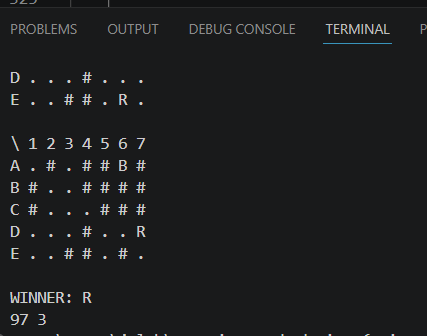 PROBLEMS OUTPUT DEBUG CONSOLE TERMINAL
D . . . # . . .
E . . # # . R .
\ 1 2 3 4 5 6 7
A . # . # # B #
B # . . # # # #
C # . . . # # #
D . . . # . . R
E . . # # . # .
WINNER: R
97 3